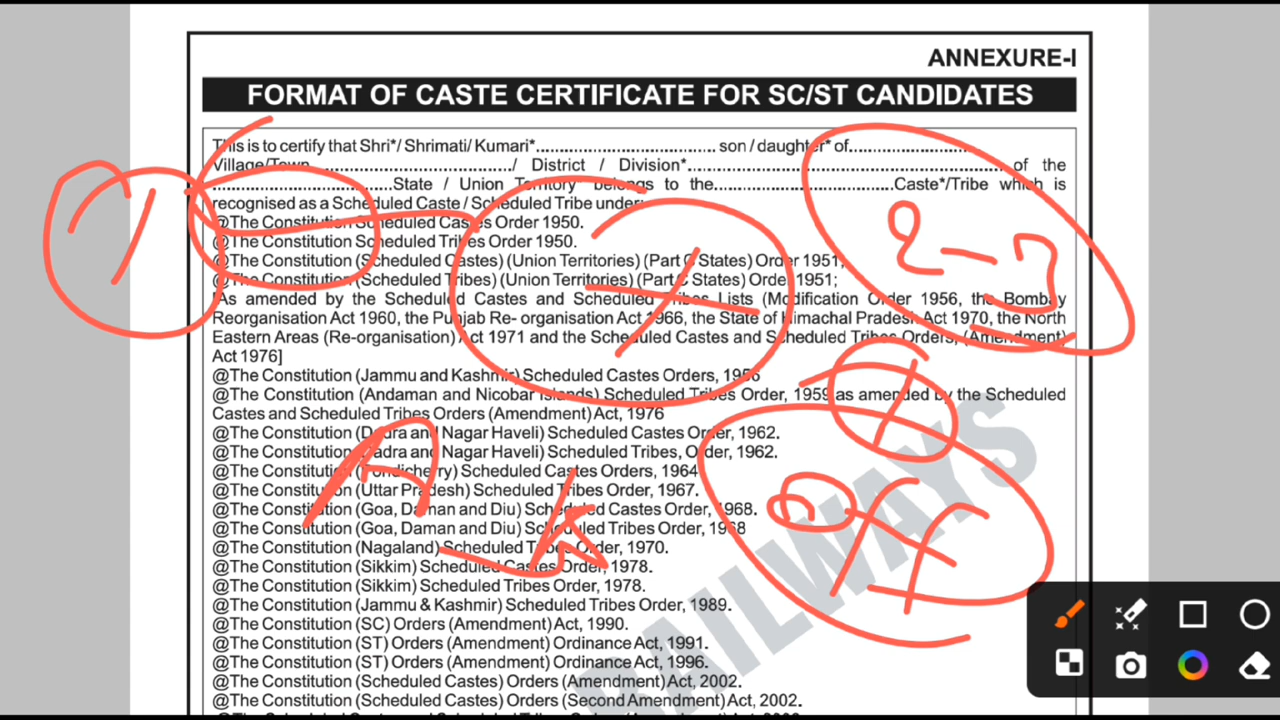 ANNEXURE-I
FORMAT OF CASTE CERTIFICATE FOR SC/ST CANDIDATES
This is to certify that Shri*/ Shrimati/ Kumari*.................................... son / daughter* of.........................
Village/Town........................................./ District / Division*............................................................... of the
....................................State / Union Territory belongs to the....................................Caste*/Tribe which is
recognised as a Scheduled Caste / Scheduled Tribe under:
@The Constitution Scheduled Castes Order 1950.
@The Constitution Scheduled Tribes Order 1950.
@The Constitution (Scheduled Castes) (Union Territories) (Part C States) Order 1951;
@The Constitution (Scheduled Tribes) (Union Territories) (Part C States) Order 1951;
[As amended by the Scheduled Castes and Scheduled Tribes Lists (Modification Order 1956, the Bombay
Reorganisation Act 1960, the Punjab Re- organisation Act 1966, the State of Himachal Pradesh Act 1970, the North
Eastern Areas (Re-organisation) Act 1971 and the Scheduled Castes and Scheduled Tribes Orders, (Amendment)
Act 1976]
@The Constitution (Jammu and Kashmir) Scheduled Castes Orders, 1956
@The Constitution (Andaman and Nicobar Islands) Scheduled Tribes Order, 1959 as amended by the Scheduled
Castes and Scheduled Tribes Orders (Amendment) Act, 1976
@The Constitution (Dadra and Nagar Haveli) Scheduled Castes Order, 1962.
@The Constitution (Dadra and Nagar Haveli) Scheduled Tribes, Order, 1962.
@The Constitution (Pondicherry) Scheduled Castes Orders, 1964
@The Constitution (Uttar Pradesh) Scheduled Tribes Order, 1967.
@The Constitution (Goa, Daman and Diu) Scheduled Castes Order, 1968.
@The Constitution (Goa, Daman and Diu) Scheduled Tribes Order, 1968
@The Constitution (Nagaland) Scheduled Tribes Order, 1970.
@The Constitution (Sikkim) Scheduled Castes Order, 1978.
@The Constitution (Sikkim) Scheduled Tribes Order, 1978.
@The Constitution (Jammu & Kashmir) Scheduled Tribes Order, 1989.
@The Constitution (SC) Orders (Amendment) Act, 1990.
@The Constitution (ST) Orders (Amendment) Ordinance Act, 1991.
@The Constitution (ST) Orders (Amendment) Ordinance Act, 1996.
@The Constitution (Scheduled Castes) Orders (Amendment) Act, 2002.
@The Constitution (Scheduled Castes) Orders (Second Amendment) Act, 2002.
RAILWAYS
1
2-3
A